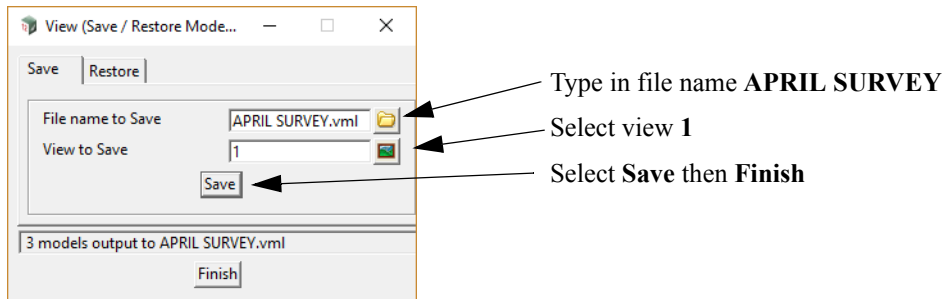 View (Save / Restore Mode...
Save Restore
File name to Save APRIL SURVEY.vml
View to Save 1
Save
3 models output to APRIL SURVEY.vml
Finish
Type in file name APRIL SURVEY
Select view 1
Select Save then Finish